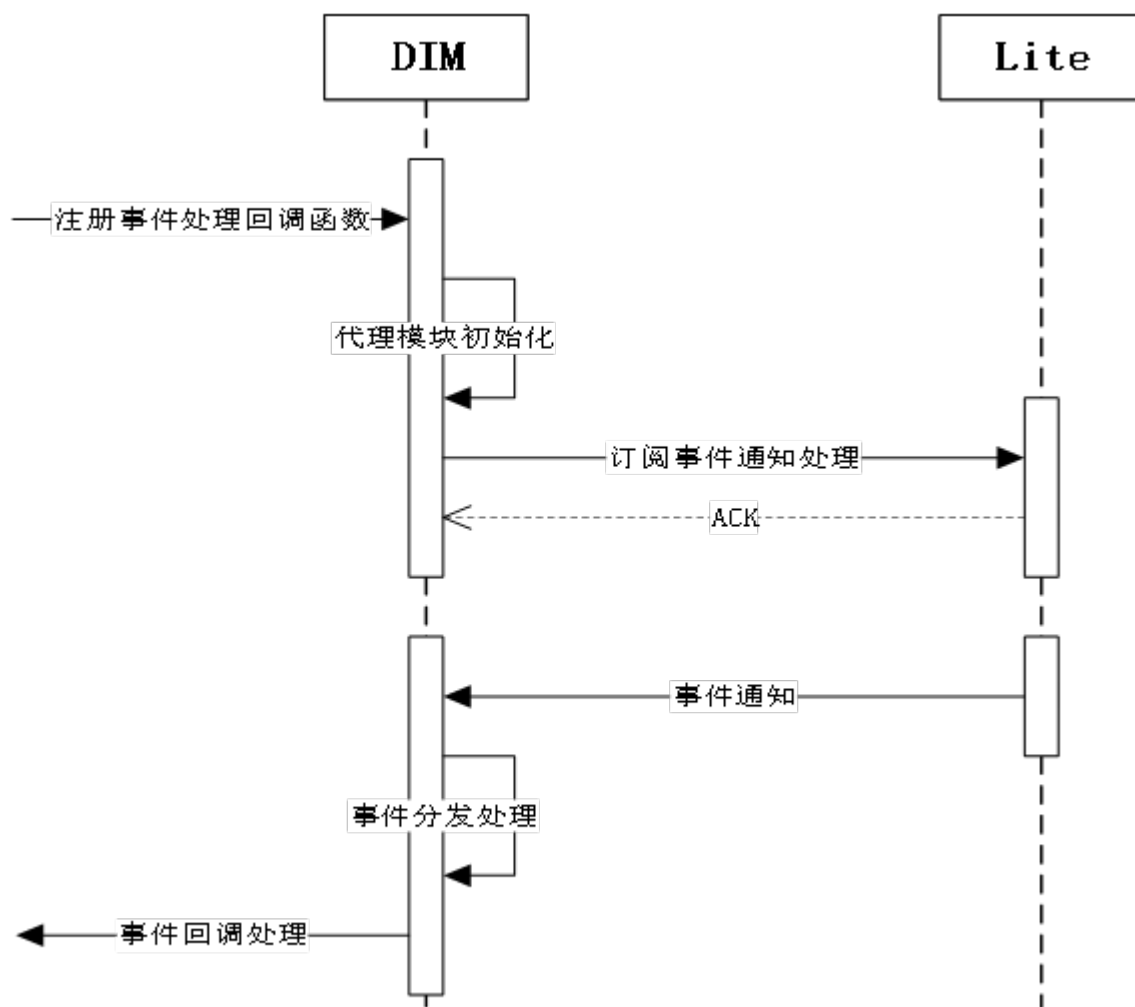 DIM
Lite
注册事件处理回调函数
代理模块初始化
订阅事件通知处理
ACK
事件通知
事件分发处理
事件回调处理